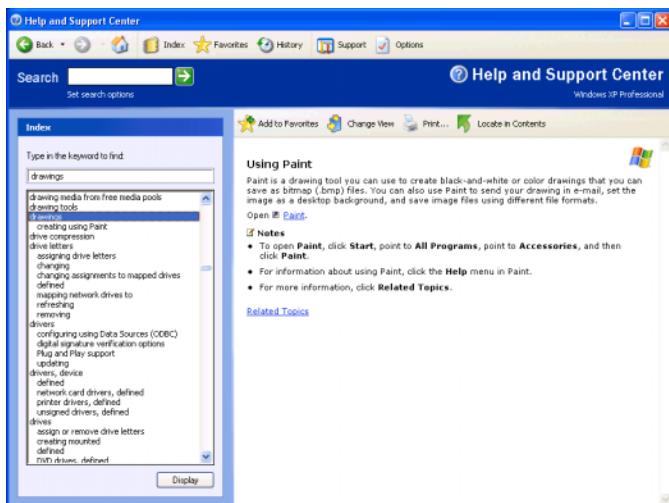 Help and Support Center
Back
Index
Favorites
History
Support
Options
Search
Set search options
Help and Support Center
Windows XP Professional
Index
Type in the keyword to find:
drawings
drawing media from free media pools
drawing tools
drawings
creating using Paint
drive compression
drive letters
assigning drive letters
changing
changing assignments to mapped drives
defined
mapping network drives to
refreshing
removing
drivers
configuring using Data Sources (ODBC)
digital signature verification options
Plug and Play support
updating
drivers, device
defined
network card drivers, defined
printer drivers, defined
unsigned drivers, defined
drives
assign or remove drive letters
creating mounted
defined
DVD drives, defined
Display
Add to Favorites
Change View
Print...
Locate in Contents
Using Paint
Paint is a drawing tool you can use to create black-and-white or color drawings that you can
save as bitmap (.bmp) files. You can also use Paint to send your drawing in e-mail, set the
image as a desktop background, and save image files using different file formats.
Open Paint.
Notes
• To open Paint, click Start, point to All Programs, point to Accessories, and then
click Paint.
• For information about using Paint, click the Help menu in Paint.
• For more information, click Related Topics.
Related Topics